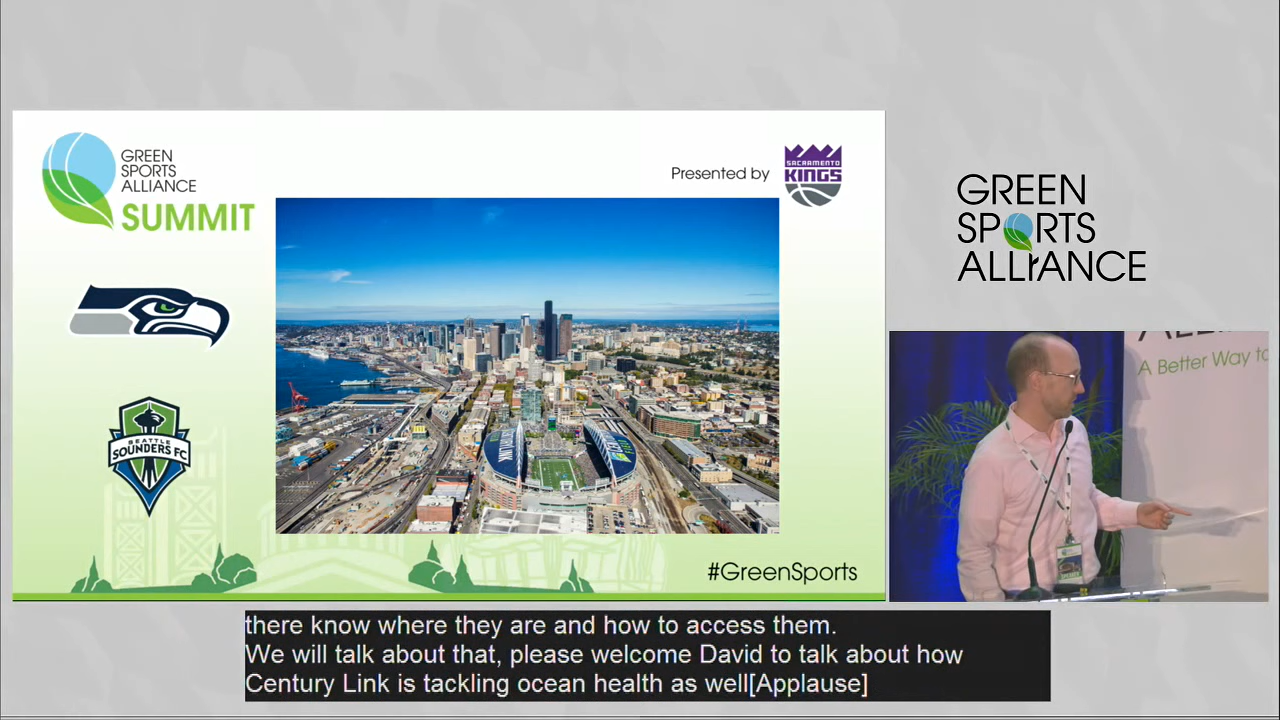 GREEN
SPORTS
ALLIANCE
SUMMIT
Presented by
SACRAMENTO
KINGS
SEATTLE
SOUNDERS FC
#GreenSports
GREEN
SPORTS
ALLIANCE
A Better Way to
there know where they are and how to access them.
We will talk about that, please welcome David to talk about how
Century Link is tackling ocean health as well[Applause]